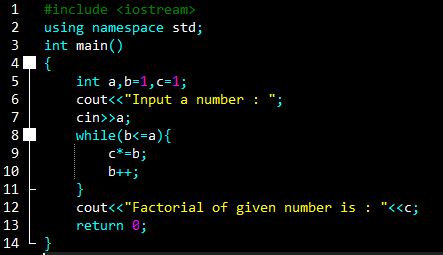 1 #include <iostream>
2 using namespace std;
3 int main()
4 {
5 int a,b=1,c=1;
6 cout<<"Input a number : ";
7 cin>>a;
8 while(b<=a){
9 c*=b;
10 b++;
11 }
12 cout<<"Factorial of given number is : "<<c;
13 return 0;
14 }